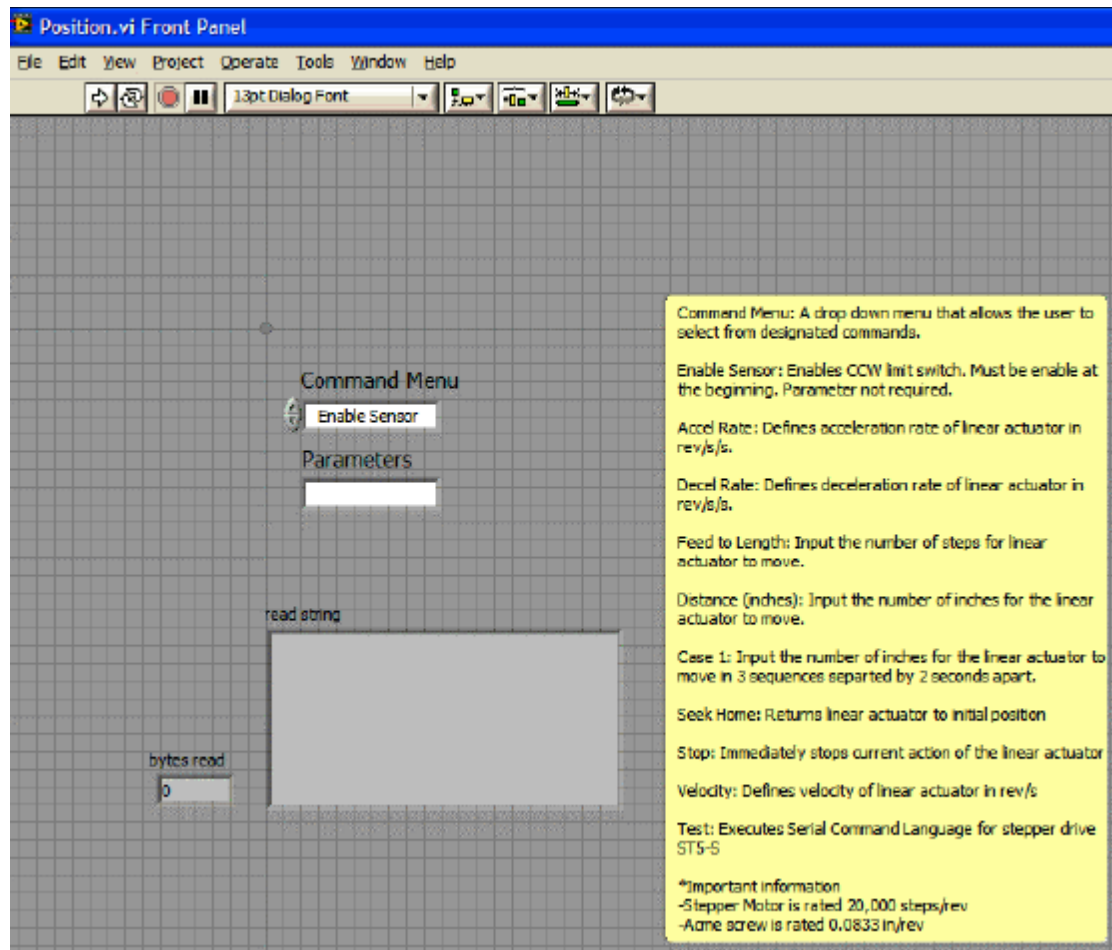 Position.vi Front Panel
File Edit View Project Operate Tools Window Help
13pt Dialog Font
Command Menu
Enable Sensor
Parameters
read string
bytes read
0
Command Menu: A drop down menu that allows the user to
select from designated commands.
Enable Sensor: Enables CCW limit switch. Must be enable at
the beginning. Parameter not required.
Accel Rate: Defines acceleration rate of linear actuator in
rev/s/s.
Decel Rate: Defines deceleration rate of linear actuator in
rev/s/s.
Feed to Length: Input the number of steps for linear
actuator to move.
Distance (inches): Input the number of inches for the linear
actuator to move.
Case 1: Input the number of inches for the linear actuator to
move in 3 sequences separted by 2 seconds apart.
Seek Home: Returns linear actuator to initial position
Stop: Immediately stops current action of the linear actuator
Velocity: Defines velocity of linear actuator in rev/s
Test: Executes Serial Command Language for stepper drive
ST5-S
*Important information
-Stepper Motor is rated 20,000 steps/rev
-Acme screw is rated 0.0833 in/rev